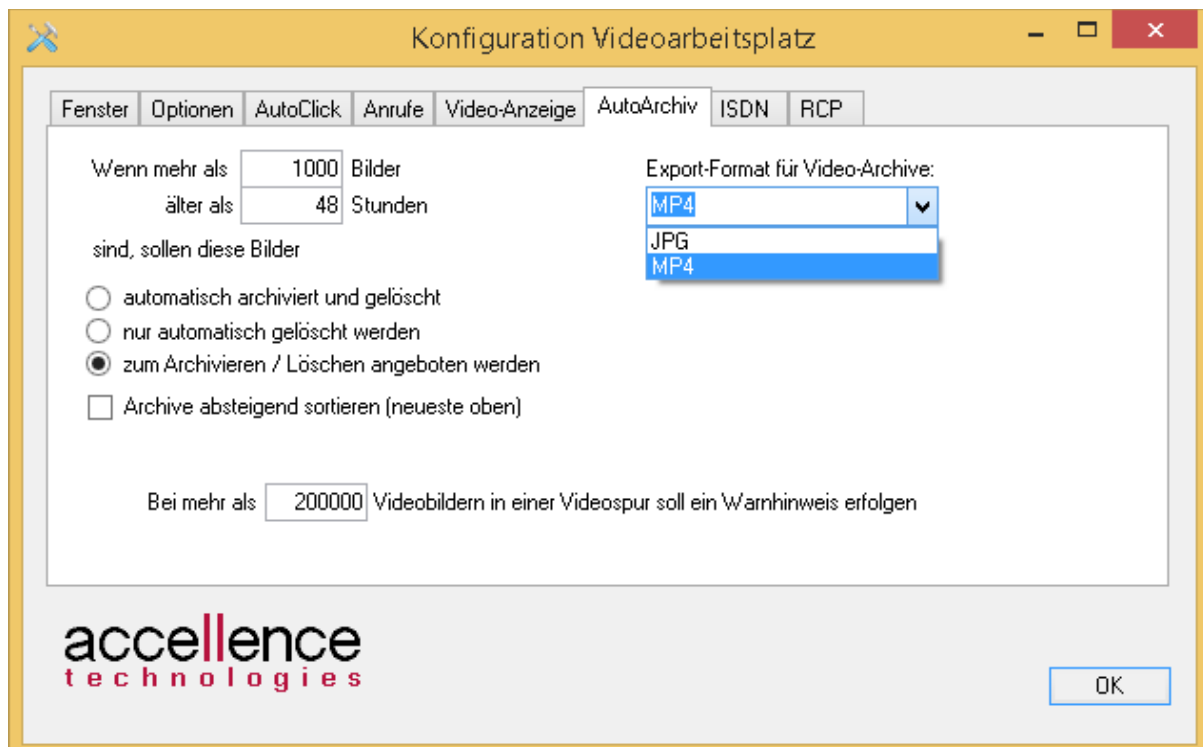 Konfiguration Videoarbeitsplatz
Fenster Optionen AutoClick Anrufe Video-Anzeige AutoArchiv ISDN RCP
Wenn mehr als 1000 Bilder
älter als 48 Stunden
sind, sollen diese Bilder
automatisch archiviert und gelöscht
nur automatisch gelöscht werden
zum Archivieren / Löschen angeboten werden
Archive absteigend sortieren (neueste oben)
Export-Format für Video-Archive:
MP4
JPG
MP4
Bei mehr als 200000 Videobildern in einer Videospur soll ein Warnhinweis erfolgen
accellence
technologies
OK